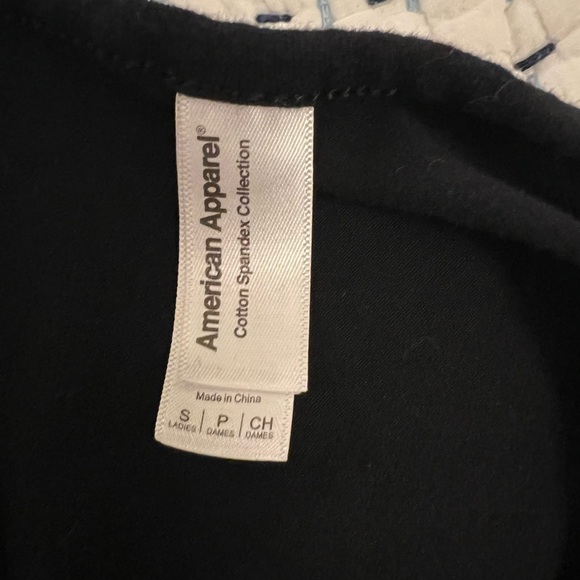 American Apparel®
Cotton Spandex Collection
Made in China
S | P | CH
LADIES | DAMES | DAMES